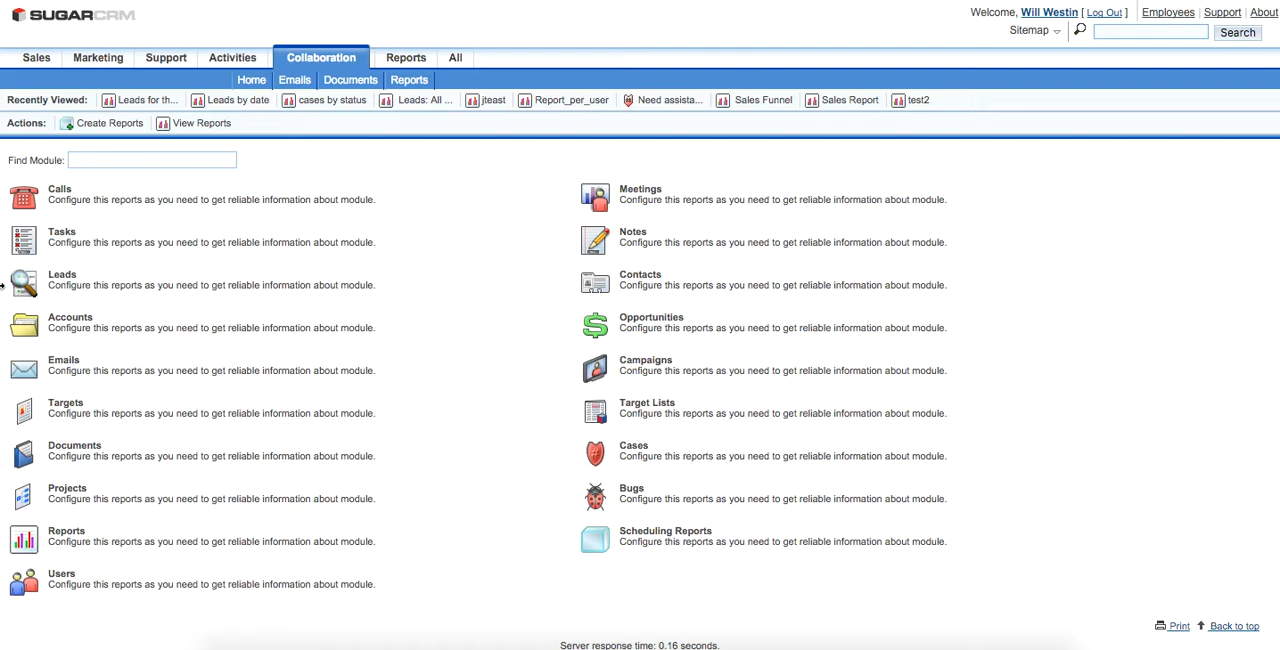 SUGARCRM
Welcome, Will Westin [ Log Out ] Employees Support About
Sitemap Search
Sales Marketing Support Activities Collaboration Reports All
Home Emails Documents Reports
Recently Viewed: Leads for th... Leads by date cases by status Leads: All ... jteast Report_per_user Need assista... Sales Funnel Sales Report test2
Actions: Create Reports View Reports
Find Module:
Calls
Configure this reports as you need to get reliable information about module.
Meetings
Configure this reports as you need to get reliable information about module.
Tasks
Configure this reports as you need to get reliable information about module.
Notes
Configure this reports as you need to get reliable information about module.
Leads
Configure this reports as you need to get reliable information about module.
Contacts
Configure this reports as you need to get reliable information about module.
Accounts
Configure this reports as you need to get reliable information about module.
Opportunities
Configure this reports as you need to get reliable information about module.
Emails
Configure this reports as you need to get reliable information about module.
Campaigns
Configure this reports as you need to get reliable information about module.
Targets
Configure this reports as you need to get reliable information about module.
Target Lists
Configure this reports as you need to get reliable information about module.
Documents
Configure this reports as you need to get reliable information about module.
Cases
Configure this reports as you need to get reliable information about module.
Projects
Configure this reports as you need to get reliable information about module.
Bugs
Configure this reports as you need to get reliable information about module.
Reports
Configure this reports as you need to get reliable information about module.
Scheduling Reports
Configure this reports as you need to get reliable information about module.
Users
Configure this reports as you need to get reliable information about module.
Print Back to top
Server response time: 0.16 seconds.